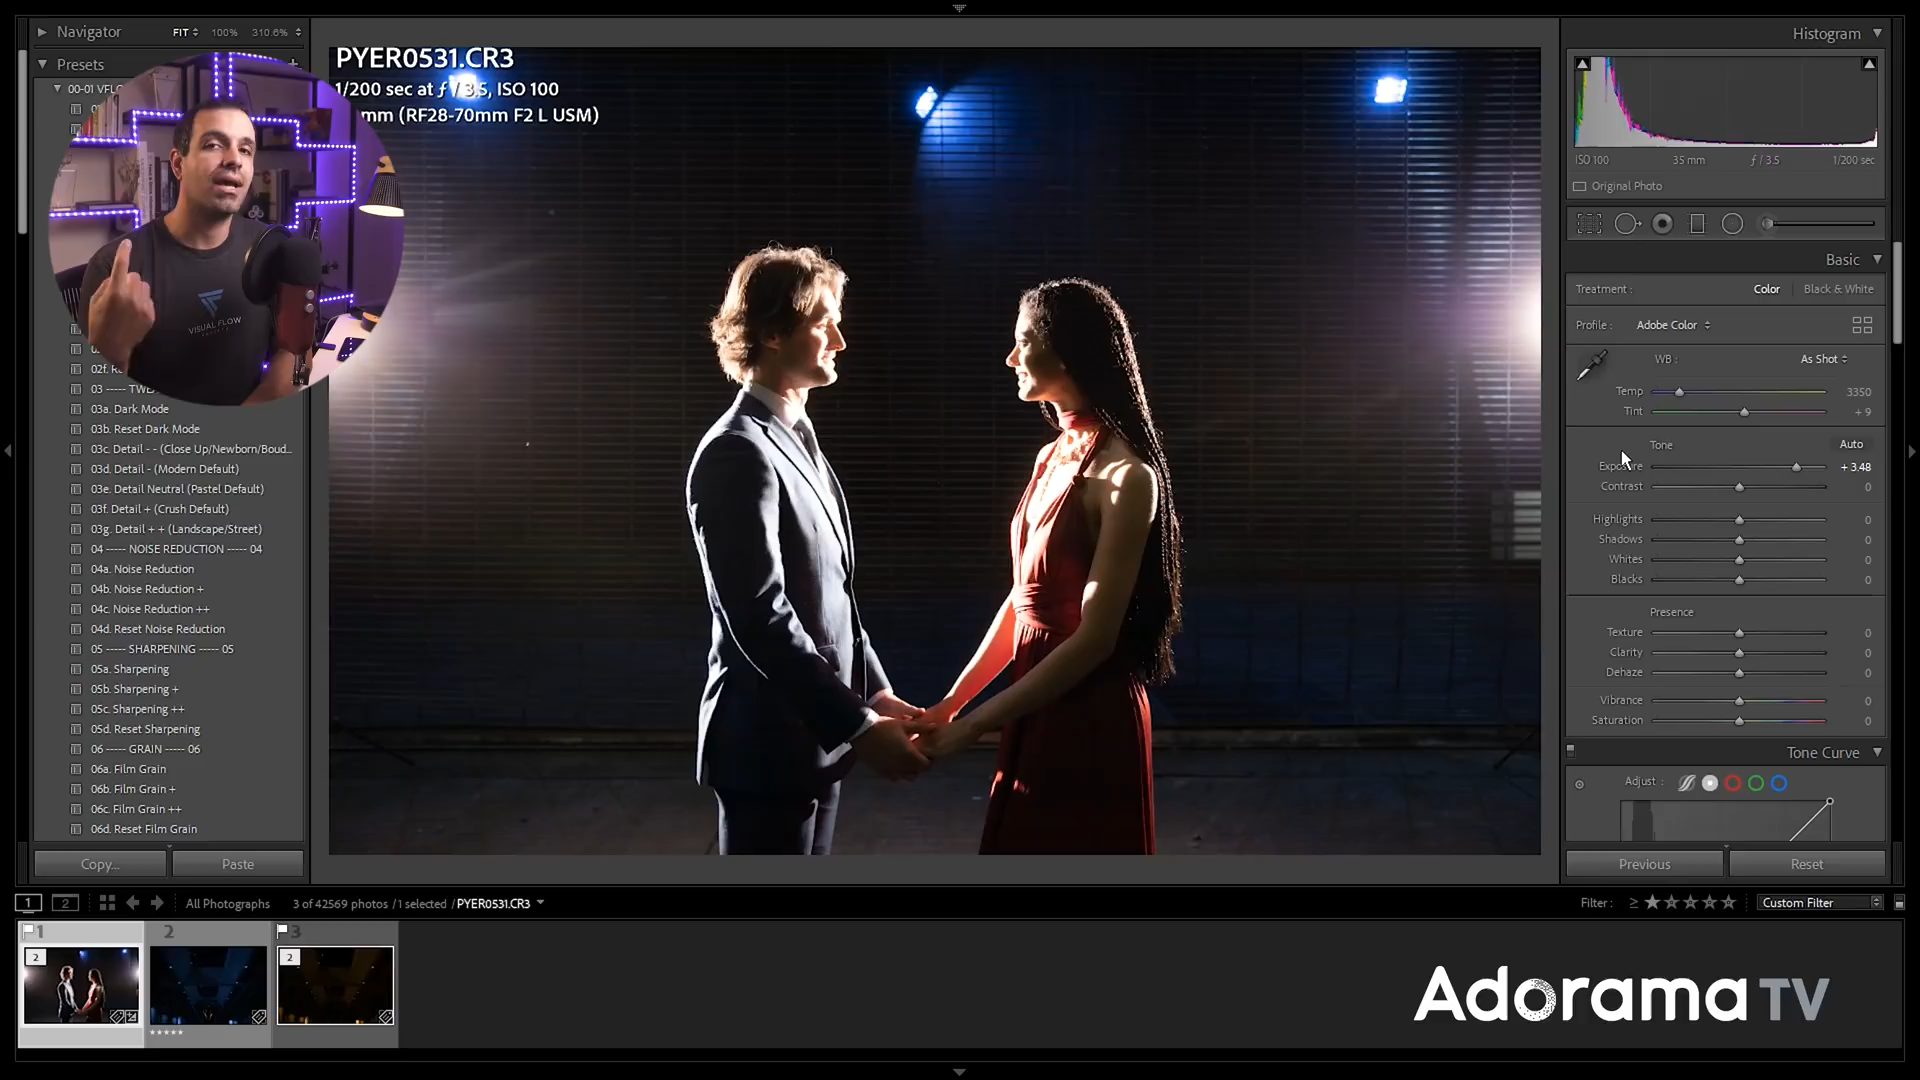 Navigator FIT 100% 310.6%
Presets
00-01 VFLO
03a. Dark Mode
03b. Reset Dark Mode
03c. Detail - - (Close Up/Newborn/Boud...
03d. Detail - (Modern Default)
03e. Detail Neutral (Pastel Default)
03f. Detail + (Crush Default)
03g. Detail + + (Landscape/Street)
04 ----- NOISE REDUCTION ----- 04
04a. Noise Reduction
04b. Noise Reduction +
04c. Noise Reduction ++
04d. Reset Noise Reduction
05 ----- SHARPENING ----- 05
05a. Sharpening
05b. Sharpening +
05c. Sharpening ++
05d. Reset Sharpening
06 ----- GRAIN ----- 06
06a. Film Grain
06b. Film Grain +
06c. Film Grain ++
06d. Reset Film Grain
Copy... Paste
VISUAL FLOW
PYER0531.CR3
1/200 sec at ƒ / 3.5, ISO 100
mm (RF28-70mm F2 L USM)
Histogram
ISO 100 35 mm ƒ / 3.5 1/200 sec
Original Photo
Basic
Treatment : Color Black & White
Profile : Adobe Color
WB : As Shot
Temp 3350
Tint + 9
Tone Auto
Exposure + 3.48
Contrast 0
Highlights 0
Shadows 0
Whites 0
Blacks 0
Presence
Texture 0
Clarity 0
Dehaze 0
Vibrance 0
Saturation 0
Tone Curve
Adjust :
Previous Reset
1 2 All Photographs 3 of 42569 photos / 1 selected / PYER0531.CR3 Filter : ≥ Custom Filter
1 2 3
2 2
Adorama TV